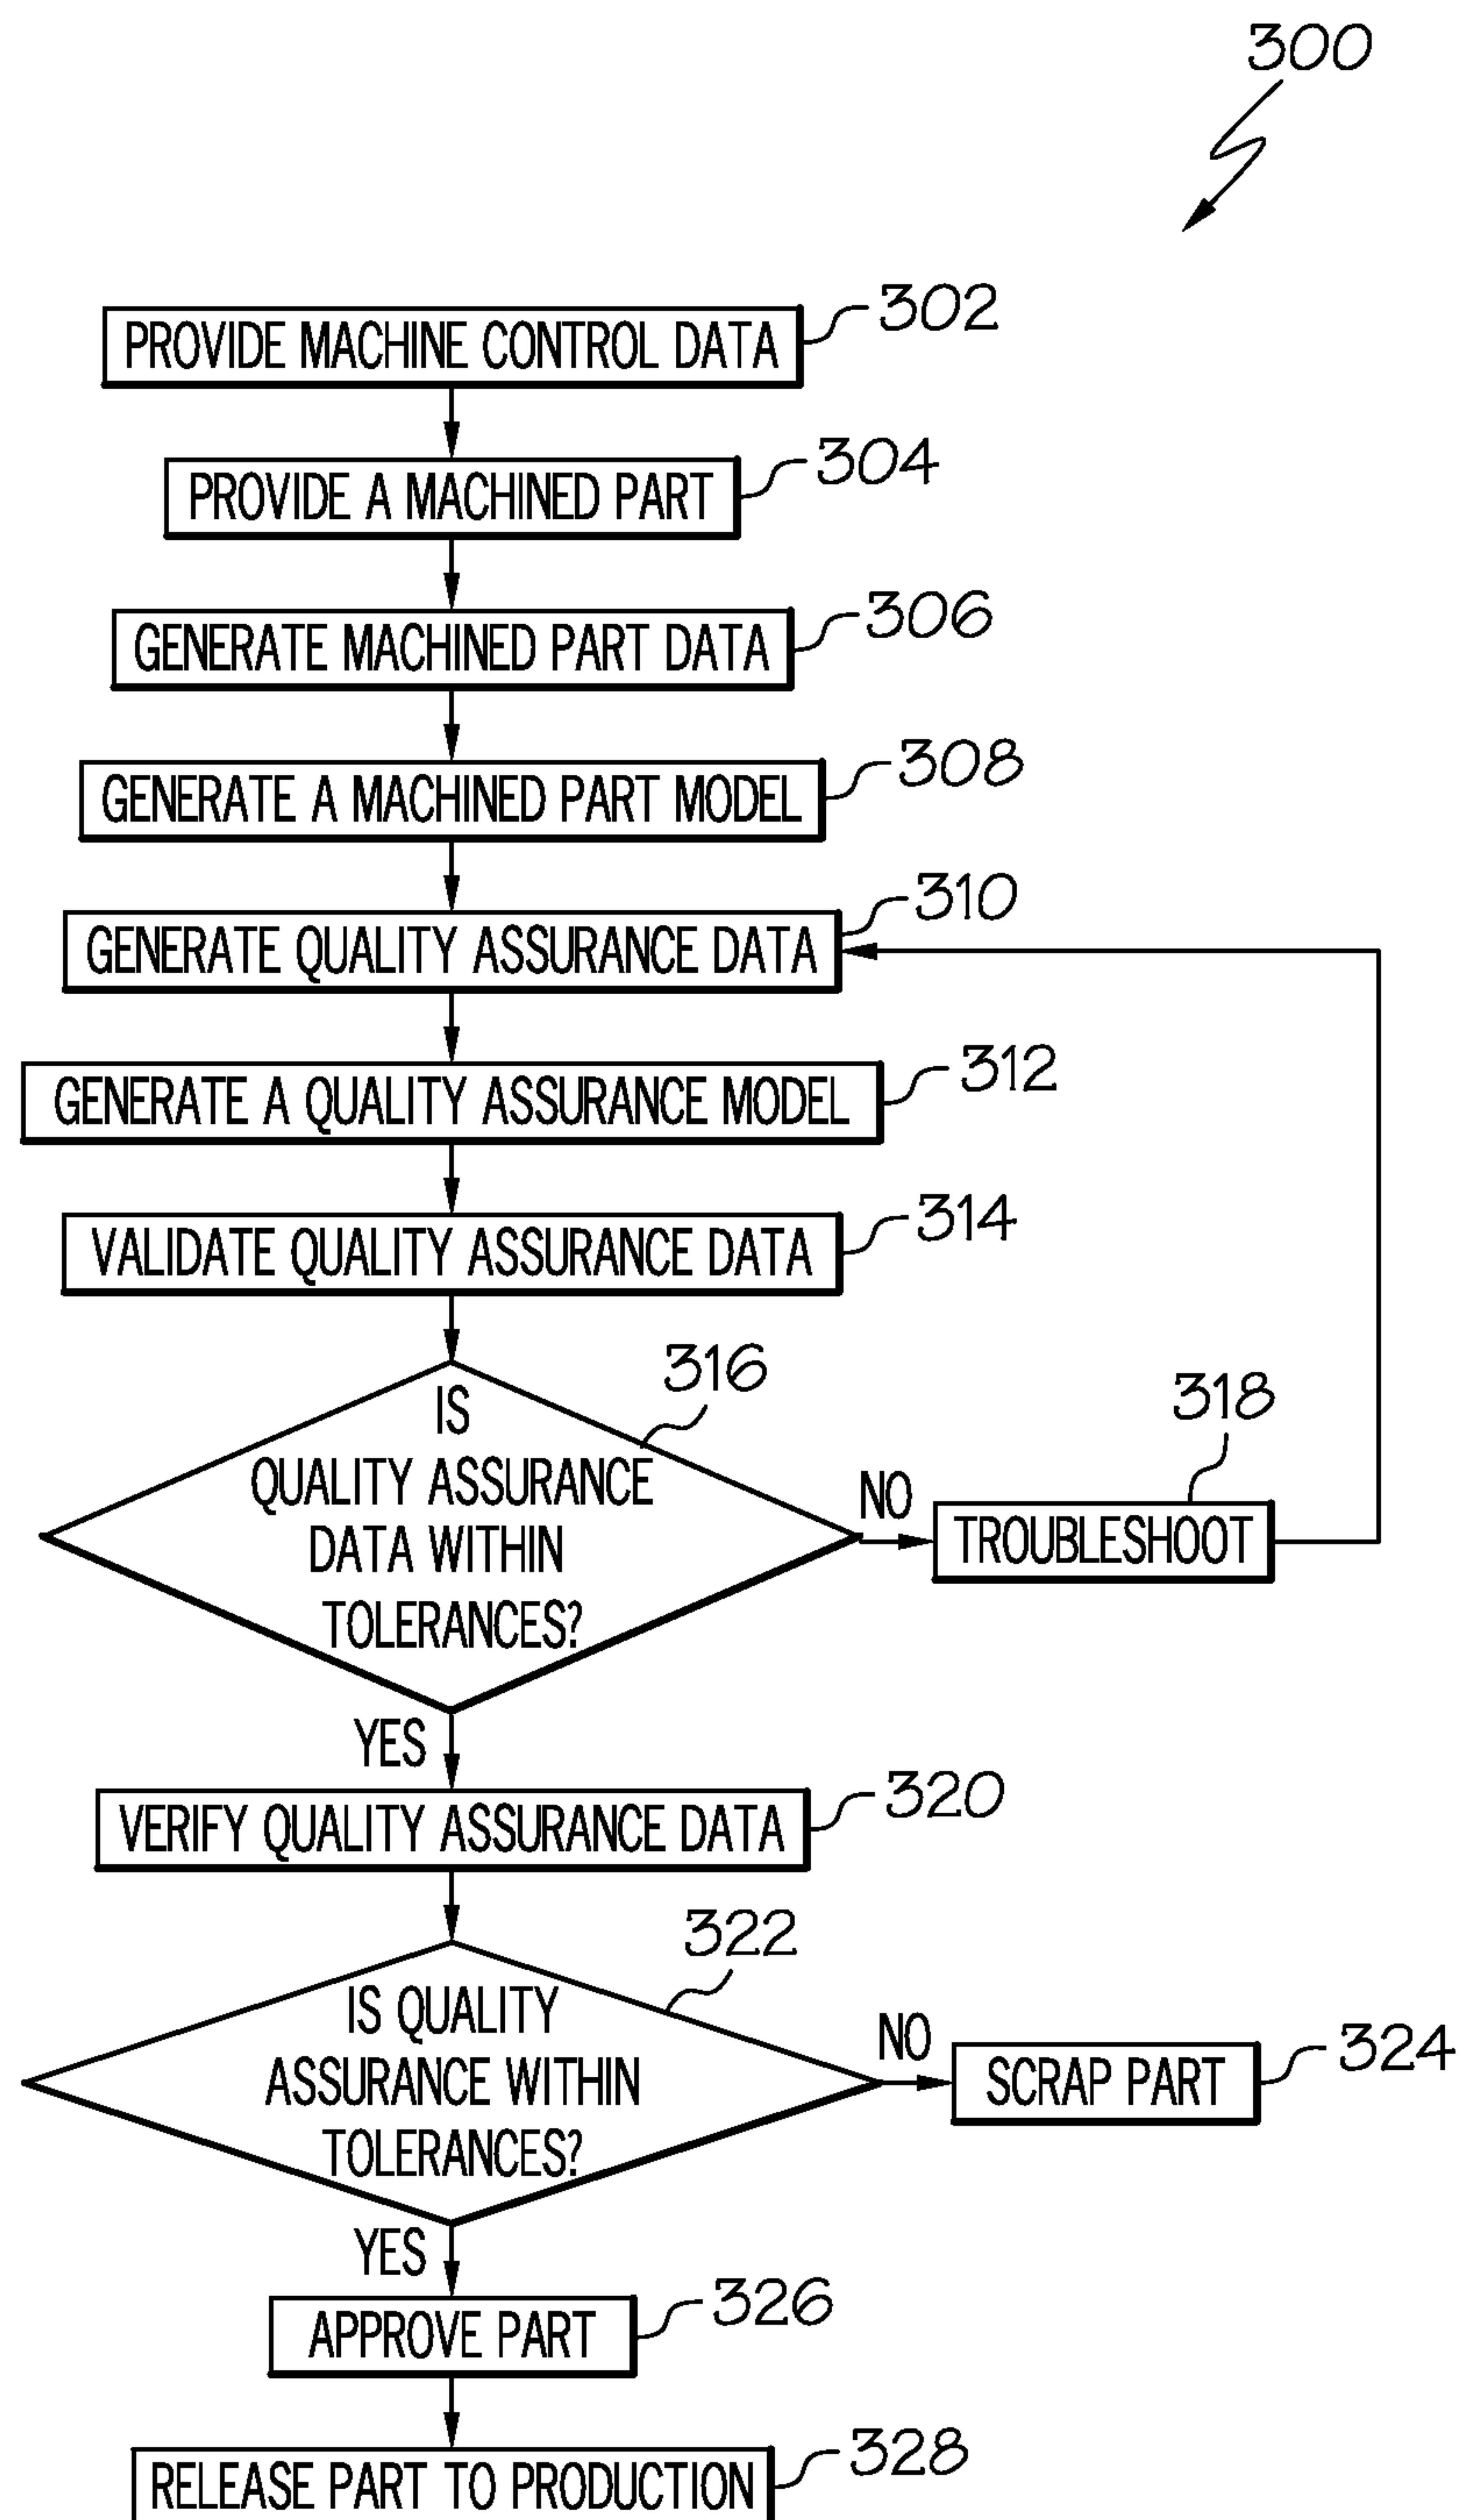 300
PROVIDE MACHINE CONTROL DATA
302
PROVIDE A MACHINED PART
304
GENERATE MACHINED PART DATA
306
GENERATE A MACHINED PART MODEL
308
GENERATE QUALITY ASSURANCE DATA
310
GENERATE A QUALITY ASSURANCE MODEL
312
VALIDATE QUALITY ASSURANCE DATA
314
IS
QUALITY ASSURANCE
DATA WITHIN
TOLERANCES?
316
NO
TROUBLESHOOT
318
YES
VERIFY QUALITY ASSURANCE DATA
320
IS QUALITY
ASSURANCE WITHIN
TOLERANCES?
322
NO
SCRAP PART
324
YES
APPROVE PART
326
RELEASE PART TO PRODUCTION
328